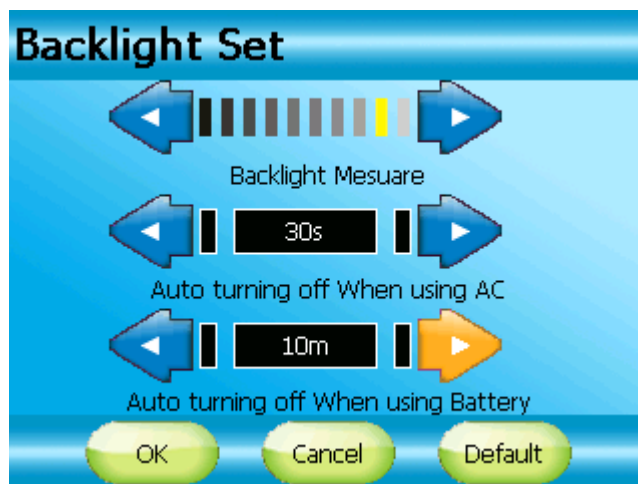 Backlight Set
Backlight Mesuare
30s
Auto turning off When using AC
10m
Auto turning off When using Battery
OK
Cancel
Default